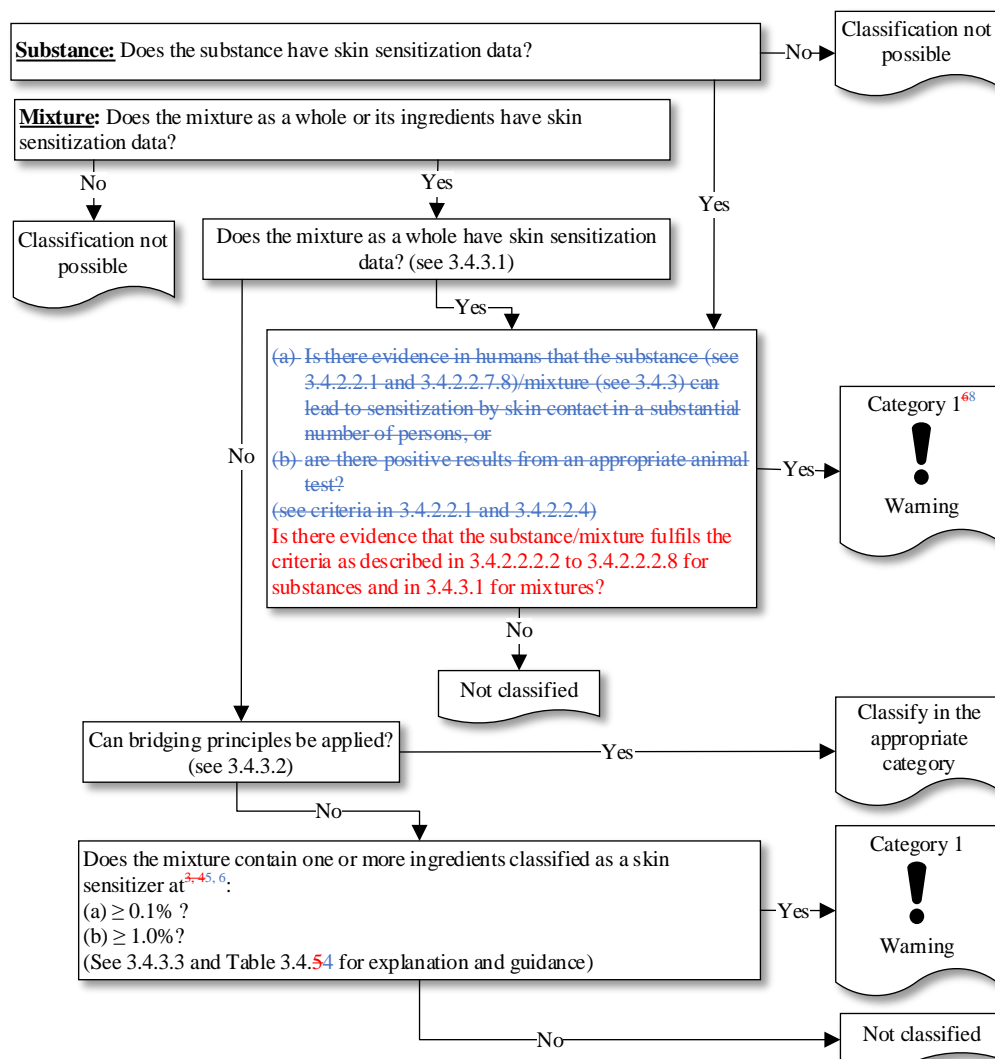 Substance: Does the substance have skin sensitization data?
No
Classification not
possible
Mixture: Does the mixture as a whole or its ingredients have skin
sensitization data?
No
Yes
Yes
Classification not
possible
Does the mixture as a whole have skin sensitization
data? (see 3.4.3.1)
Yes
No
(a) Is there evidence in humans that the substance (see
3.4.2.2.1 and 3.4.2.2.7.8)/mixture (see 3.4.3) can
lead to sensitization by skin contact in a substantial
number of persons, or
(b) are there positive results from an appropriate animal
test?
(see criteria in 3.4.2.2.1 and 3.4.2.2.4)
Is there evidence that the substance/mixture fulfils the
criteria as described in 3.4.2.2.2.2 to 3.4.2.2.2.8 for
substances and in 3.4.3.1 for mixtures?
Yes
Category 168
Warning
No
Not classified
Can bridging principles be applied?
(see 3.4.3.2)
Yes
Classify in the
appropriate
category
No
Does the mixture contain one or more ingredients classified as a skin
sensitizer at3, 45, 6:
(a) ≥ 0.1% ?
(b) ≥ 1.0%?
(See 3.4.3.3 and Table 3.4.54 for explanation and guidance)
Yes
Category 1
Warning
No
Not classified